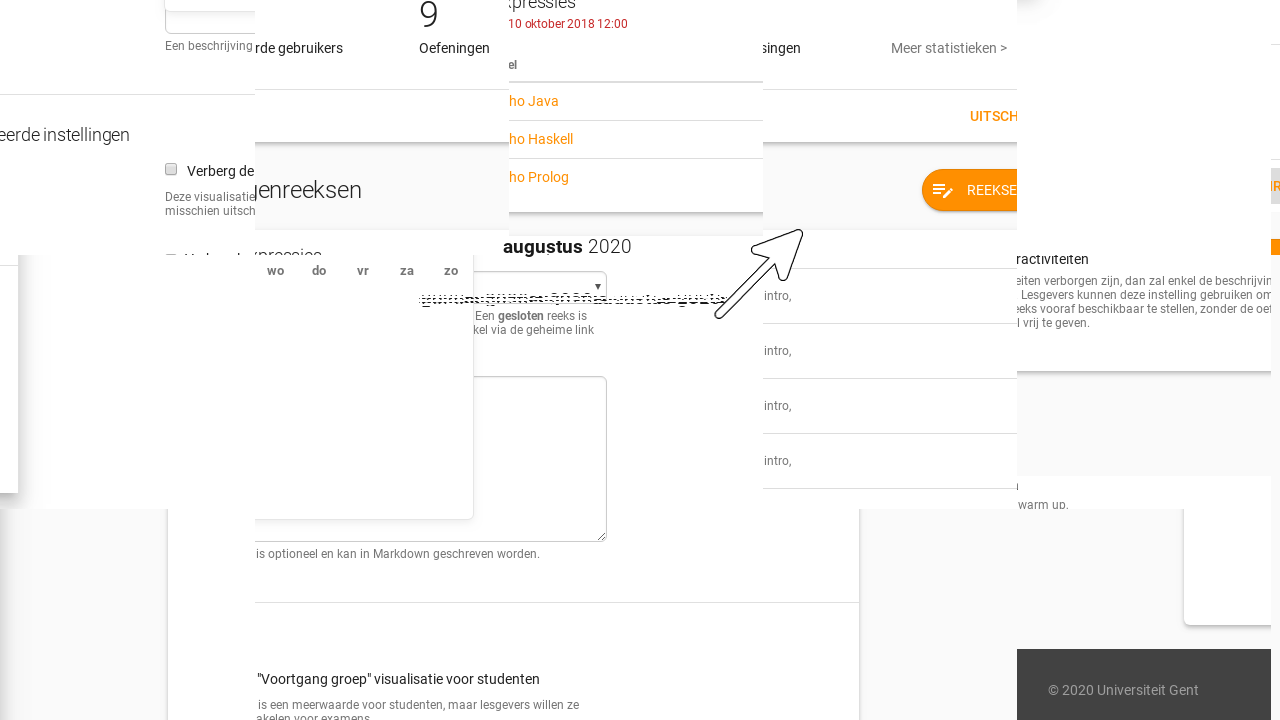 9
xpressies
10 oktober 2018 12:00
Een beschrijving
rde gebruikers
Oefeningen
singen
Meer statistieken >
el
ho Java
UITSCH
eerde instellingen
ho Haskell
Verberg de
ho Prolog
Deze visualisatie
misschien uitsch
genreeksen
REEKSE
augustus 2020
wo do vr za zo
ractiviteiten
eiten verborgen zijn, dan zal enkel de beschrijvin
Lesgevers kunnen deze instelling gebruiken om
eeks vooraf beschikbaar te stellen, zonder de oef
l vrij te geven.
intro,
Een gesloten reeks is
kel via de geheime link
intro,
intro,
intro,
warm up.
is optioneel en kan in Markdown geschreven worden.
"Voortgang groep" visualisatie voor studenten
is een meerwaarde voor studenten, maar lesgevers willen ze
akelen voor examens
© 2020 Universiteit Gent